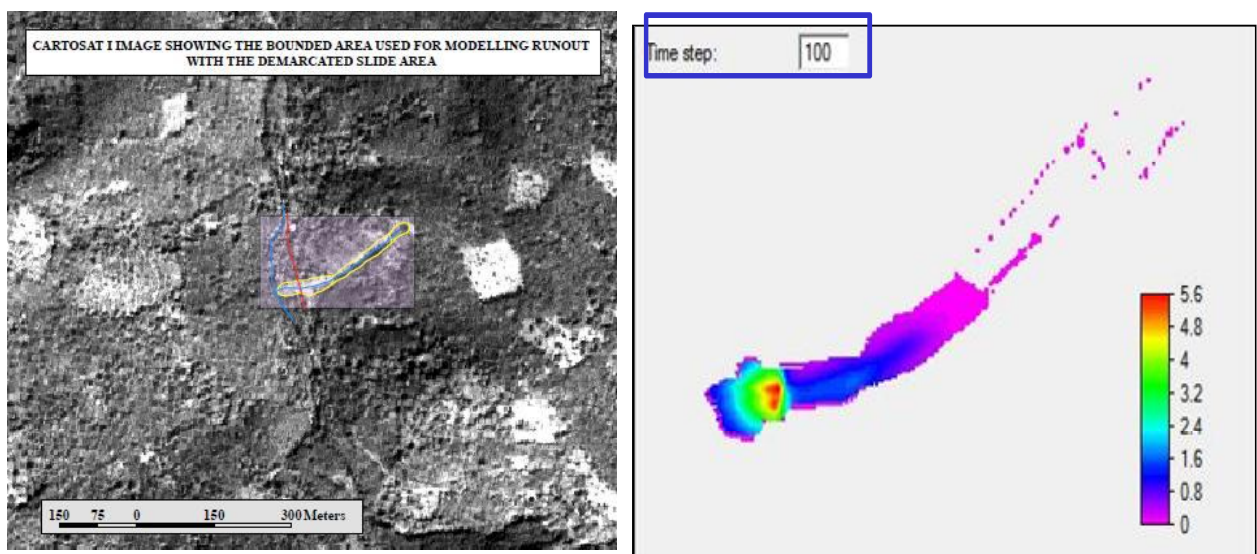 CARTOSAT I IMAGE SHOWING THE BOUNDED AREA USED FOR MODELLING RUNOUT
WITH THE DEMARCATED SLIDE AREA
150 75 0 150 300 Meters
Time step: 100
5.6
4.8
4
3.2
2.4
1.6
0.8
0